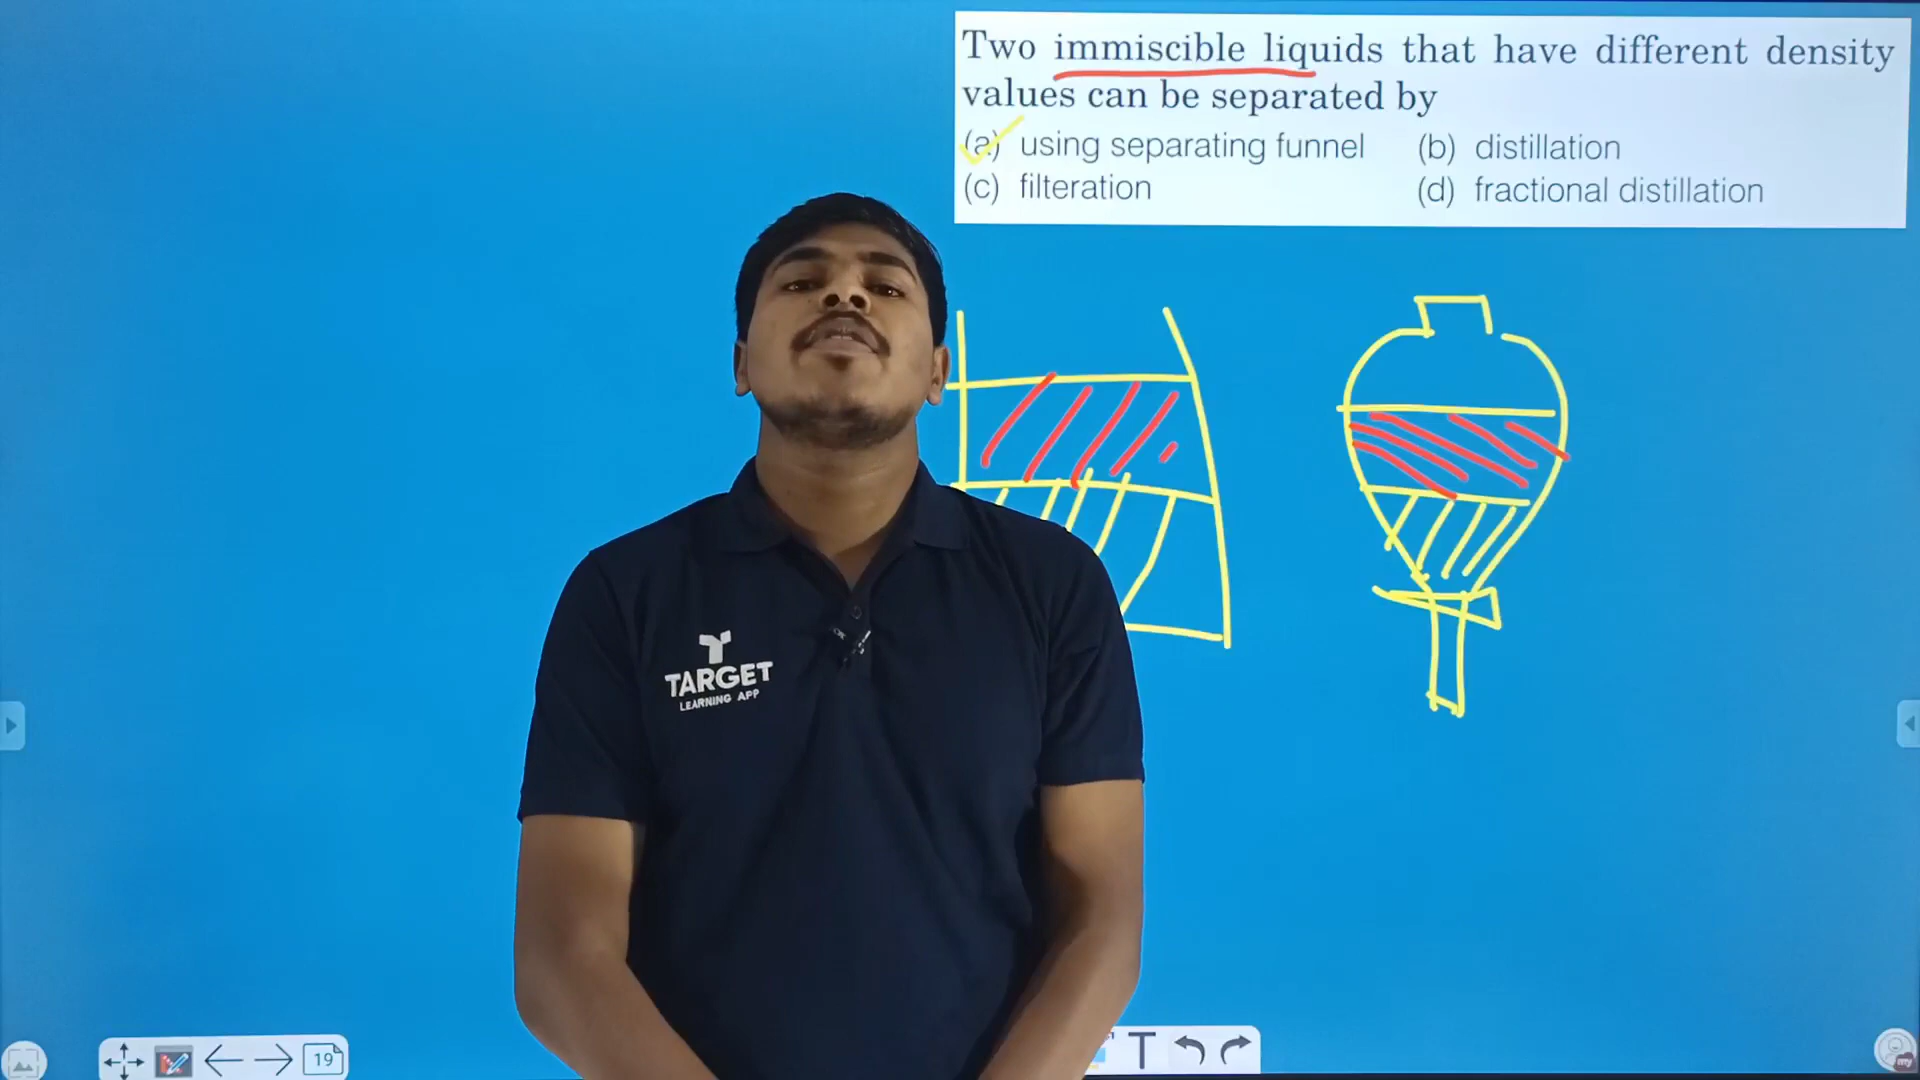 Two immiscible liquids that have different density
values can be separated by
(a) using separating funnel (b) distillation
(c) filteration (d) fractional distillation
TARGET
LEARNING APP
19
T
my